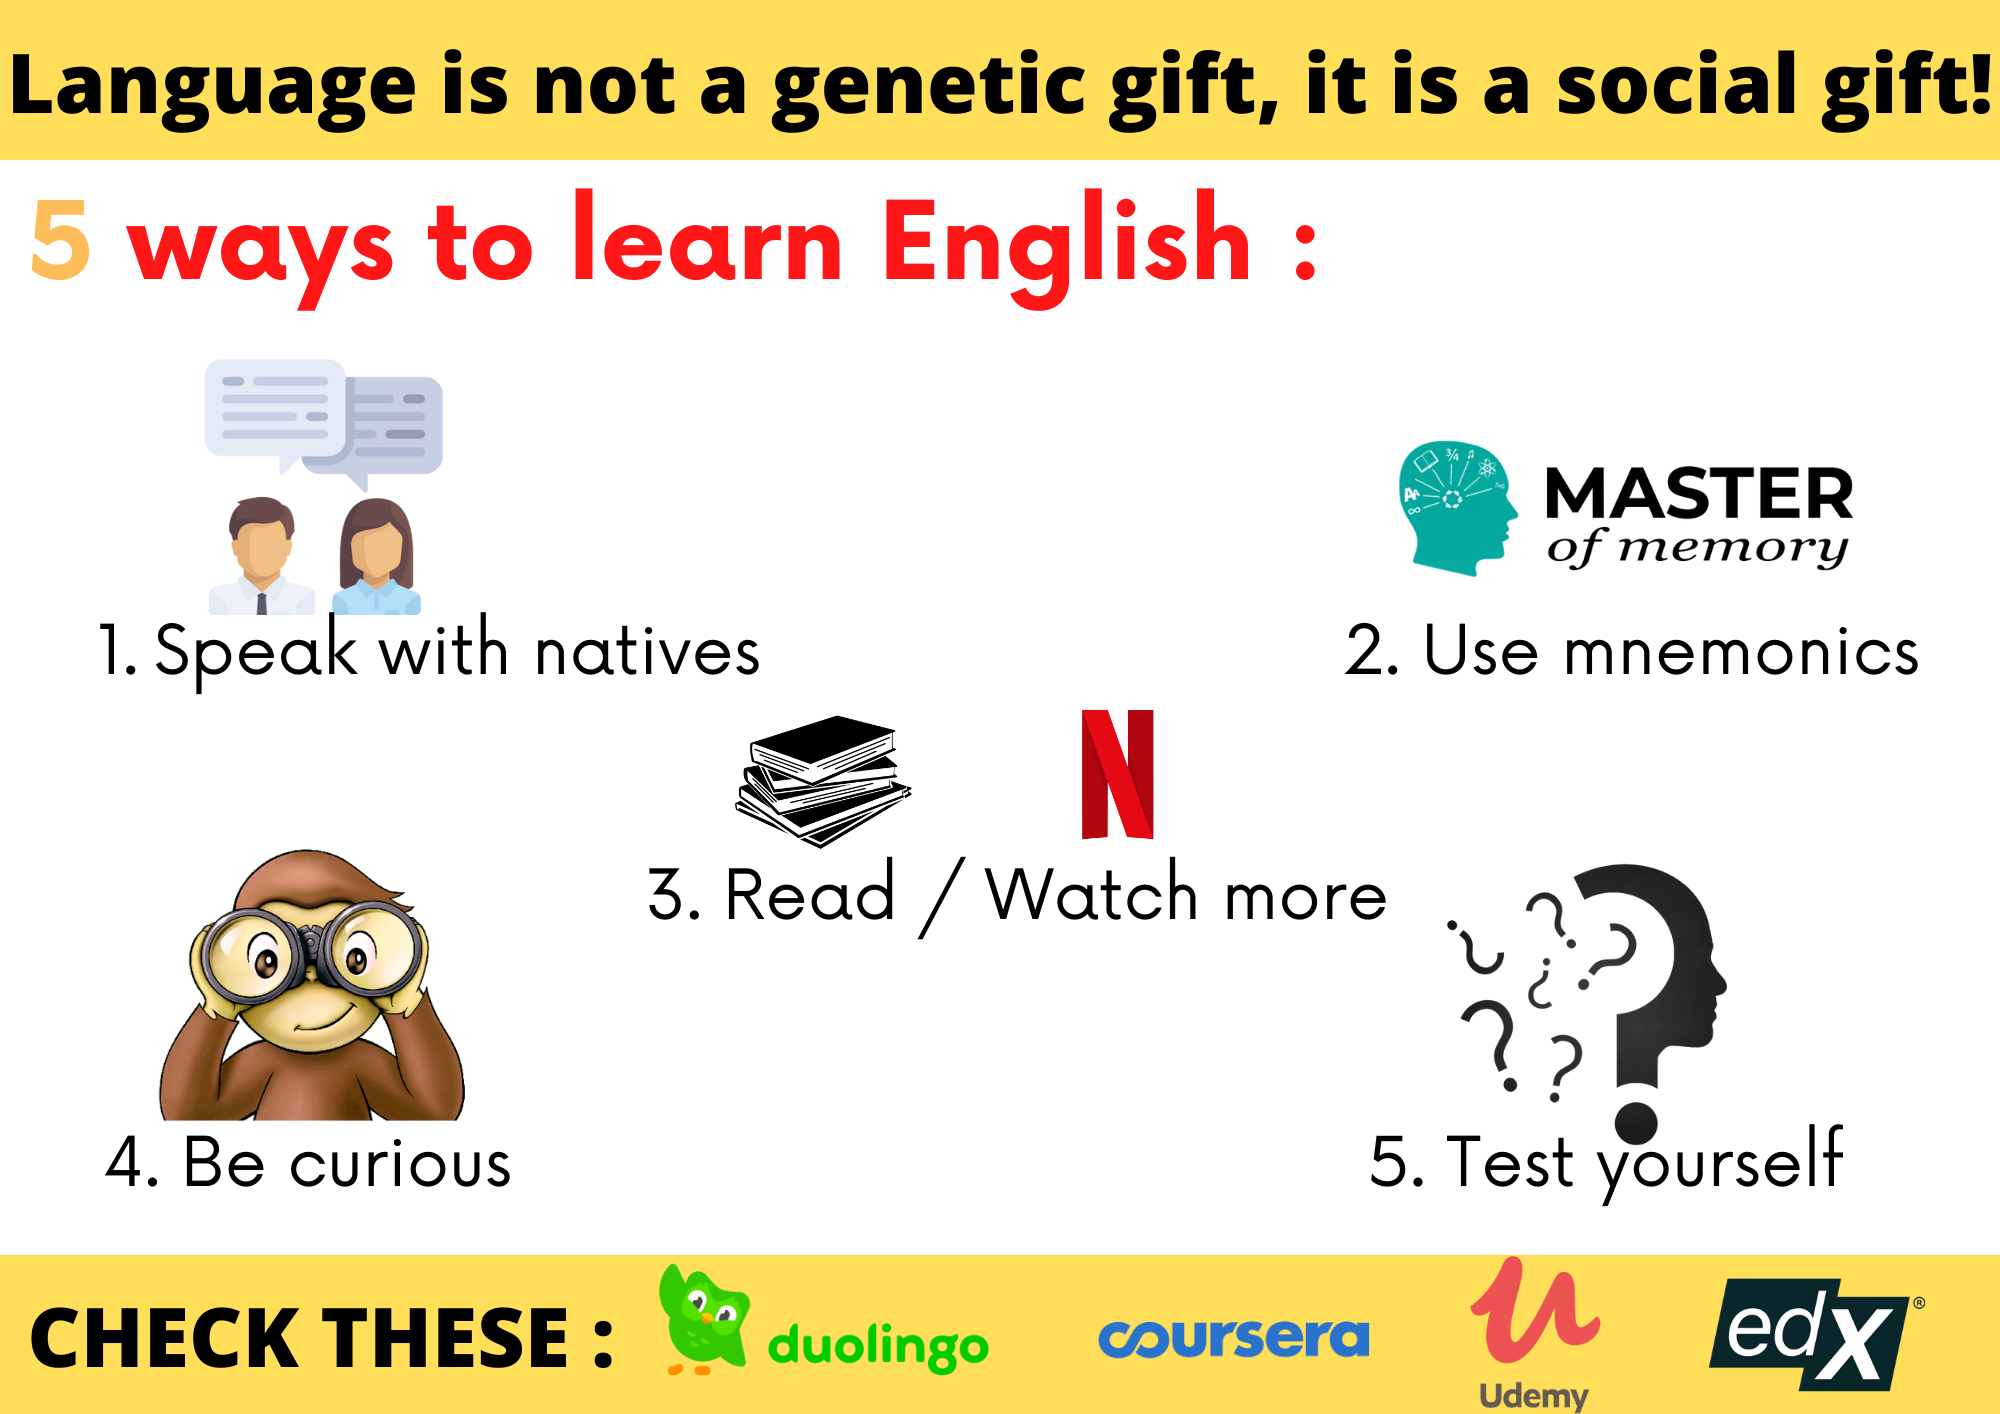 Language is not a genetic gift, it is a social gift!
5 ways to learn English :
MASTER
of memory
1. Speak with natives
2. Use mnemonics
3. Read / Watch more
4. Be curious
5. Test yourself
CHECK THESE :
duolingo
coursera
Udemy
edX®